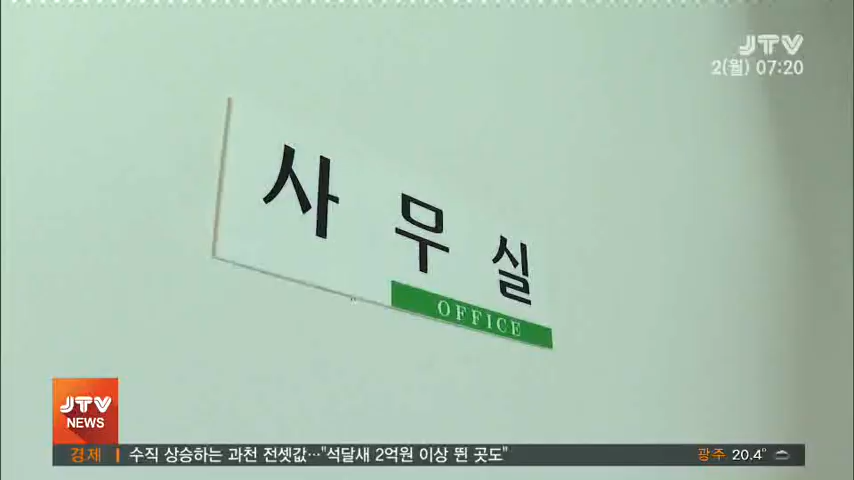 JTV
2(월) 07:20
사무실
OFFICE
JTV
NEWS
경제 | 수직 상승하는 과천 전셋값…"석달새 2억원 이상 뛴 곳도" 광주 20.4°